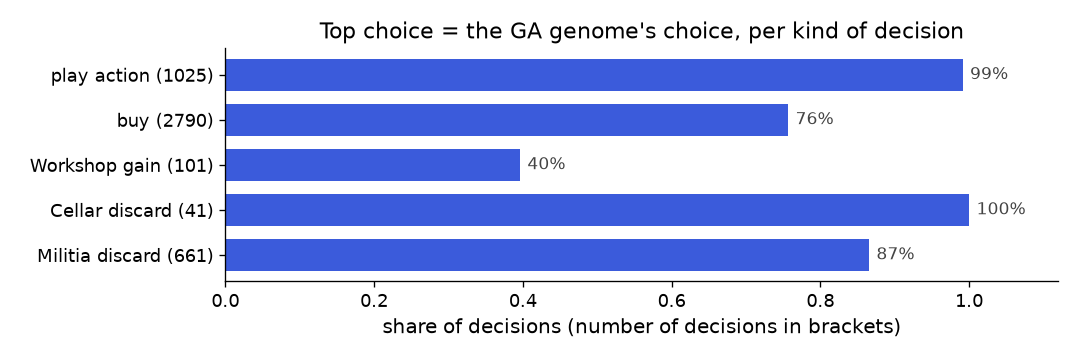 Top choice = the GA genome's choice, per kind of decision
play action (1025)
99%
buy (2790)
76%
Workshop gain (101)
40%
Cellar discard (41)
100%
Militia discard (661)
87%
0.0 0.2 0.4 0.6 0.8 1.0
share of decisions (number of decisions in brackets)